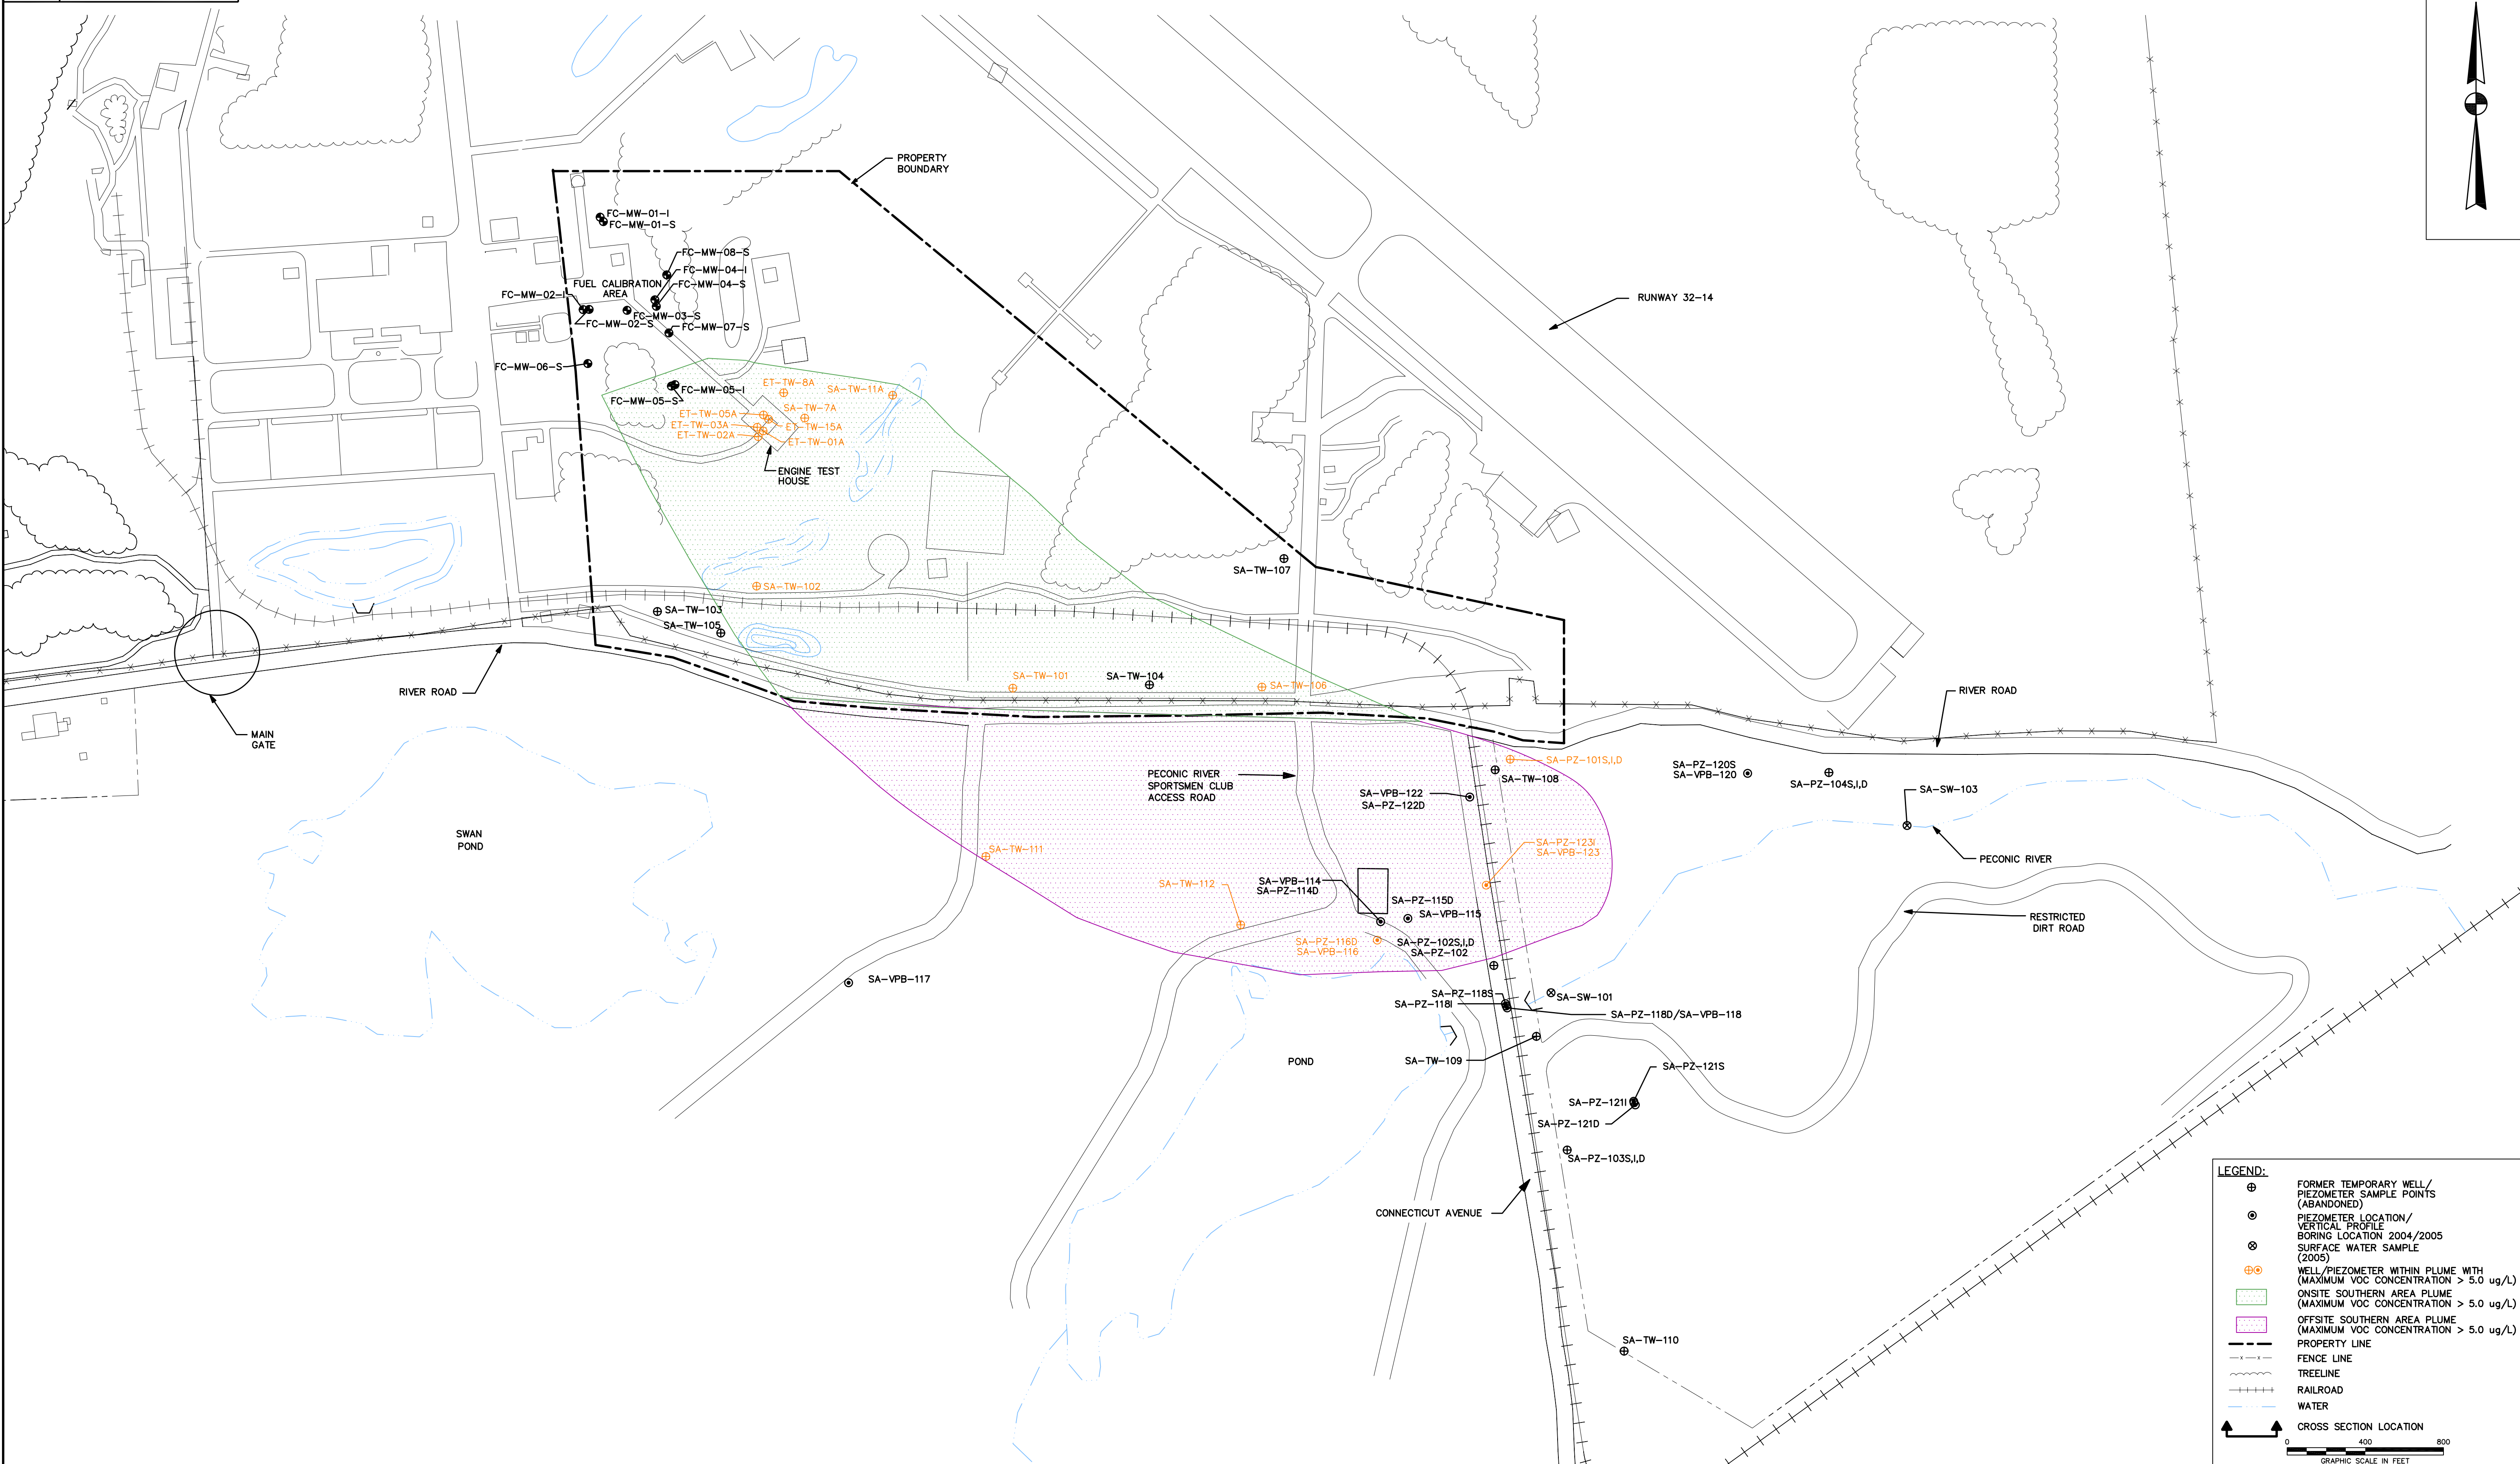 PROPERTY
BOUNDARY
FC-MW-01-I
FC-MW-01-S
FC-MW-08-S
FC-MW-04-I
FC-MW-04-S
FUEL CALIBRATION
AREA
FC-MW-02-I
FC-MW-03-S
FC-MW-02-S
FC-MW-07-S
RUNWAY 32-14
FC-MW-06-S
FC-MW-05-I
FC-MW-05-S
ET-TW-8A
SA-TW-11A
SA-TW-7A
ET-TW-05A
ET-TW-03A
ET-TW-15A
ET-TW-02A
ET-TW-01A
ENGINE TEST
HOUSE
SA-TW-107
SA-TW-102
SA-TW-103
SA-TW-105
SA-TW-101
SA-TW-104
SA-TW-106
RIVER ROAD
RIVER ROAD
MAIN
GATE
PECONIC RIVER
SPORTSMEN CLUB
ACCESS ROAD
SA-PZ-101S,I,D
SA-TW-108
SA-VPB-122
SA-PZ-122D
SA-PZ-120S
SA-VPB-120
SA-PZ-104S,I,D
SA-SW-103
PECONIC RIVER
SWAN
POND
SA-TW-111
SA-PZ-123I
SA-VPB-123
SA-TW-112
SA-VPB-114
SA-PZ-114D
SA-PZ-115D
SA-VPB-115
SA-PZ-116D
SA-VPB-116
SA-PZ-102S,I,D
SA-PZ-102
RESTRICTED
DIRT ROAD
SA-VPB-117
SA-PZ-118S
SA-PZ-118I
SA-SW-101
SA-PZ-118D/SA-VPB-118
POND
SA-TW-109
SA-PZ-121S
SA-PZ-121I
SA-PZ-121D
SA-PZ-103S,I,D
CONNECTICUT AVENUE
SA-TW-110
LEGEND:
FORMER TEMPORARY WELL/
PIEZOMETER SAMPLE POINTS
(ABANDONED)
PIEZOMETER LOCATION/
VERTICAL PROFILE
BORING LOCATION 2004/2005
SURFACE WATER SAMPLE
(2005)
WELL/PIEZOMETER WITHIN PLUME WITH
(MAXIMUM VOC CONCENTRATION > 5.0 ug/L)
ONSITE SOUTHERN AREA PLUME
(MAXIMUM VOC CONCENTRATION > 5.0 ug/L)
OFFSITE SOUTHERN AREA PLUME
(MAXIMUM VOC CONCENTRATION > 5.0 ug/L)
PROPERTY LINE
FENCE LINE
TREELINE
RAILROAD
WATER
CROSS SECTION LOCATION
0 400 800
GRAPHIC SCALE IN FEET